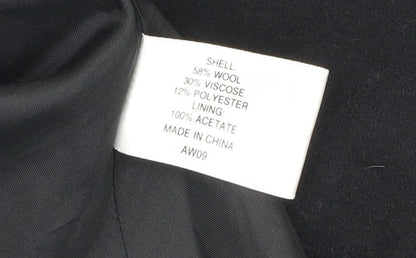 SHELL
58% WOOL
30% VISCOSE
12% POLYESTER
LINING
100% ACETATE
MADE IN CHINA
AW09